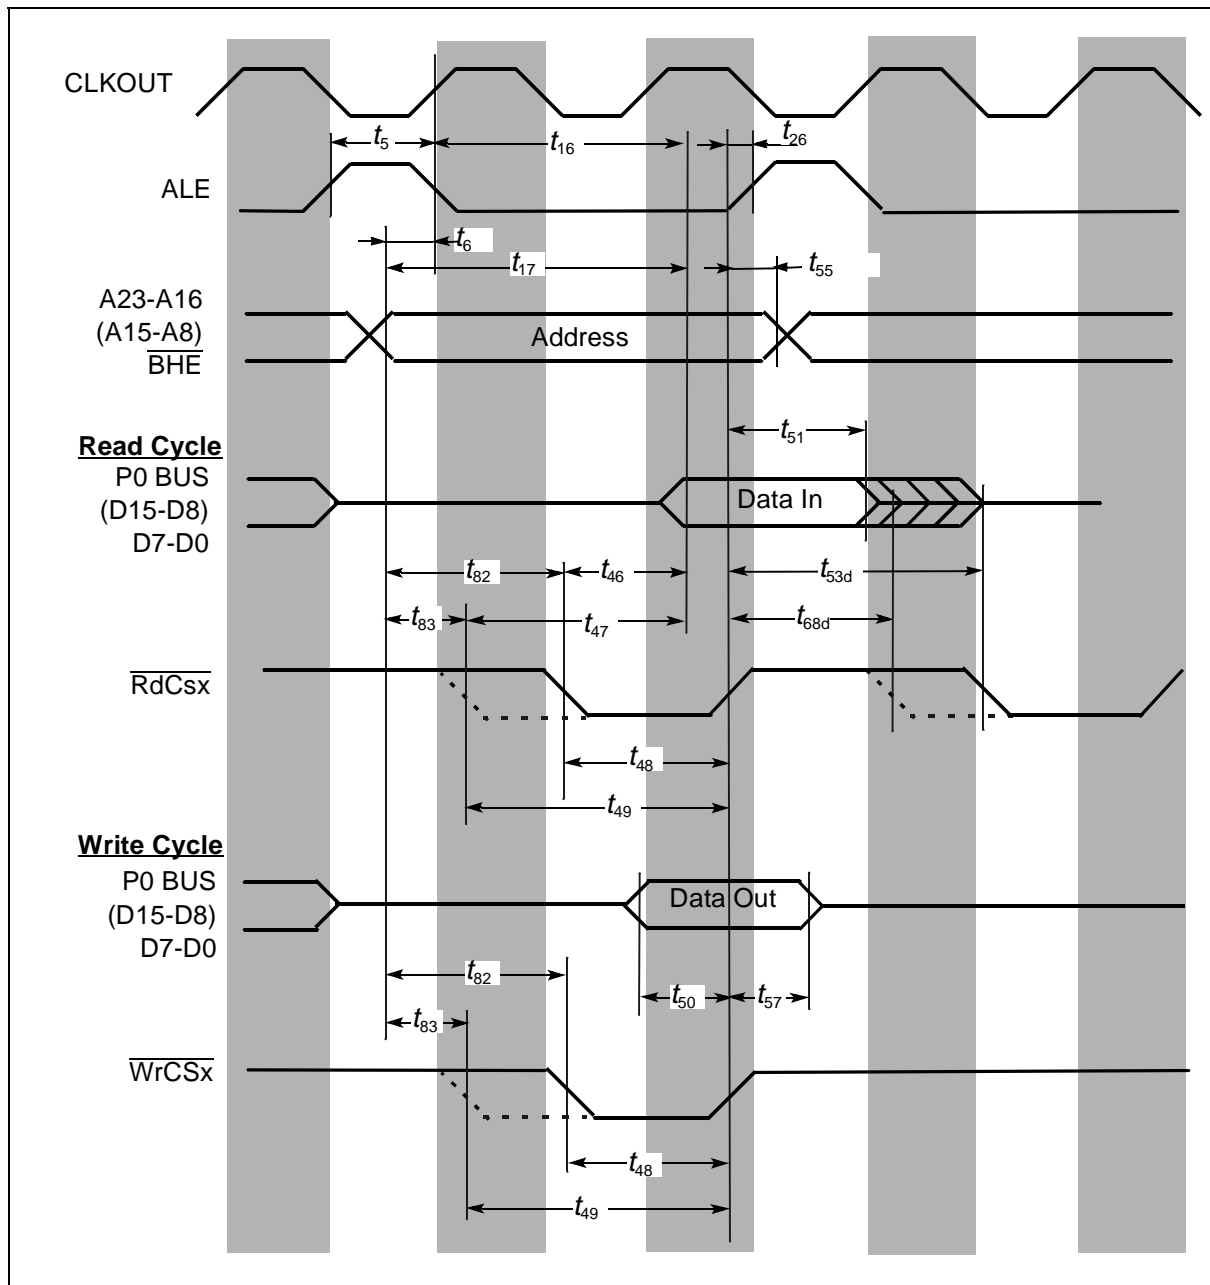 CLKOUT
t5
t16
t26
ALE
t6
t17
t55
A23-A16
(A15-A8)
BHE
Address
t51
Read Cycle
P0 BUS
(D15-D8)
D7-D0
Data In
t82
t46
t53d
t83
t47
t68d
RdCsx
t48
t49
Write Cycle
P0 BUS
(D15-D8)
D7-D0
Data Out
t82
t50
t57
t83
WrCSx
t48
t49